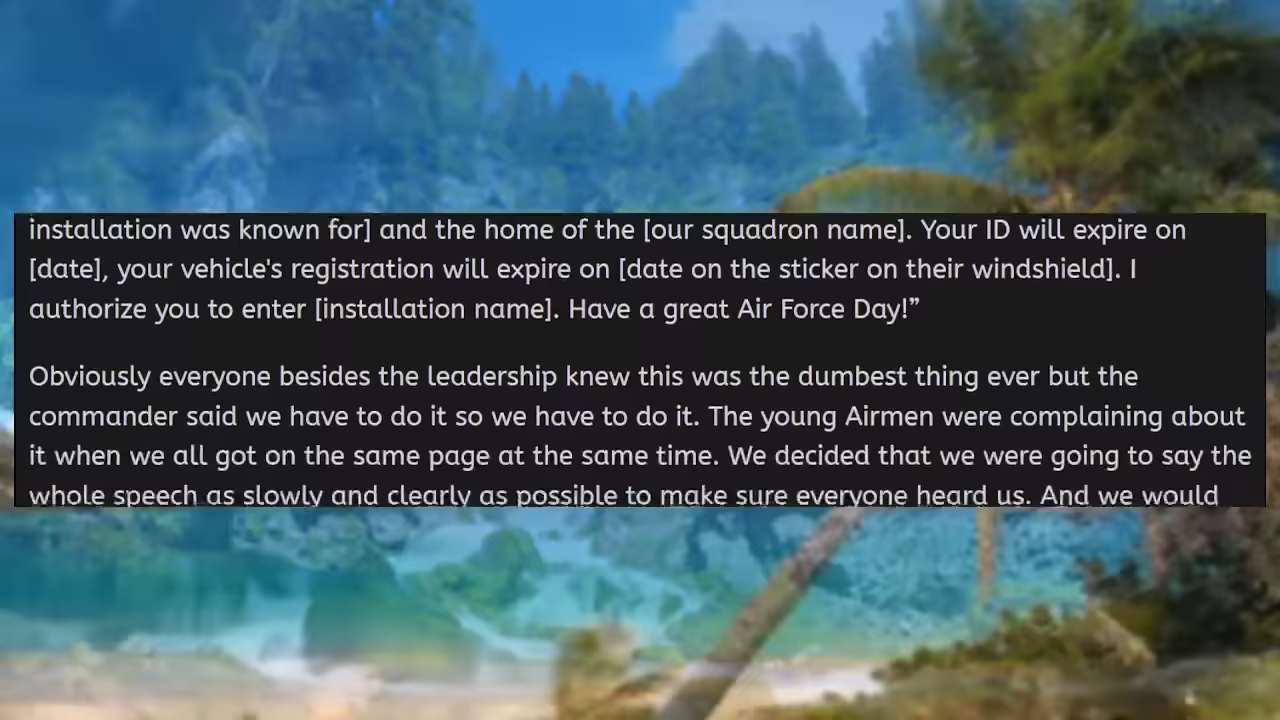 installation was known for] and the home of the [our squadron name]. Your ID will expire on
[date], your vehicle's registration will expire on [date on the sticker on their windshield]. I
authorize you to enter [installation name]. Have a great Air Force Day!”
Obviously everyone besides the leadership knew this was the dumbest thing ever but the
commander said we have to do it so we have to do it. The young Airmen were complaining about
it when we all got on the same page at the same time. We decided that we were going to say the
whole speech as slowly and clearly as possible to make sure everyone heard us. And we would